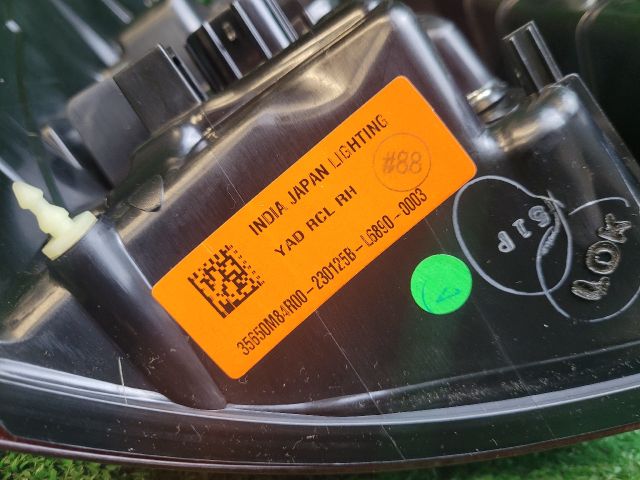 INDIA JAPAN LIGHTING
#88
YAD RCL RH
35650M84R00-230125B-L6890-0003